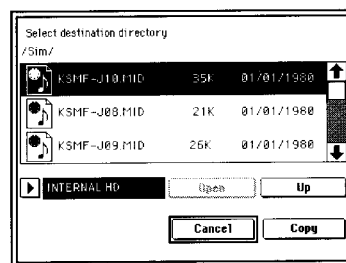 Select destination directory
/Sim/
KSMF-J10.MID 35K 01/01/1980
KSMF-J08.MID 21K 01/01/1980
KSMF-J09.MID 26K 01/01/1980
INTERNAL HD Open Up
Cancel Copy